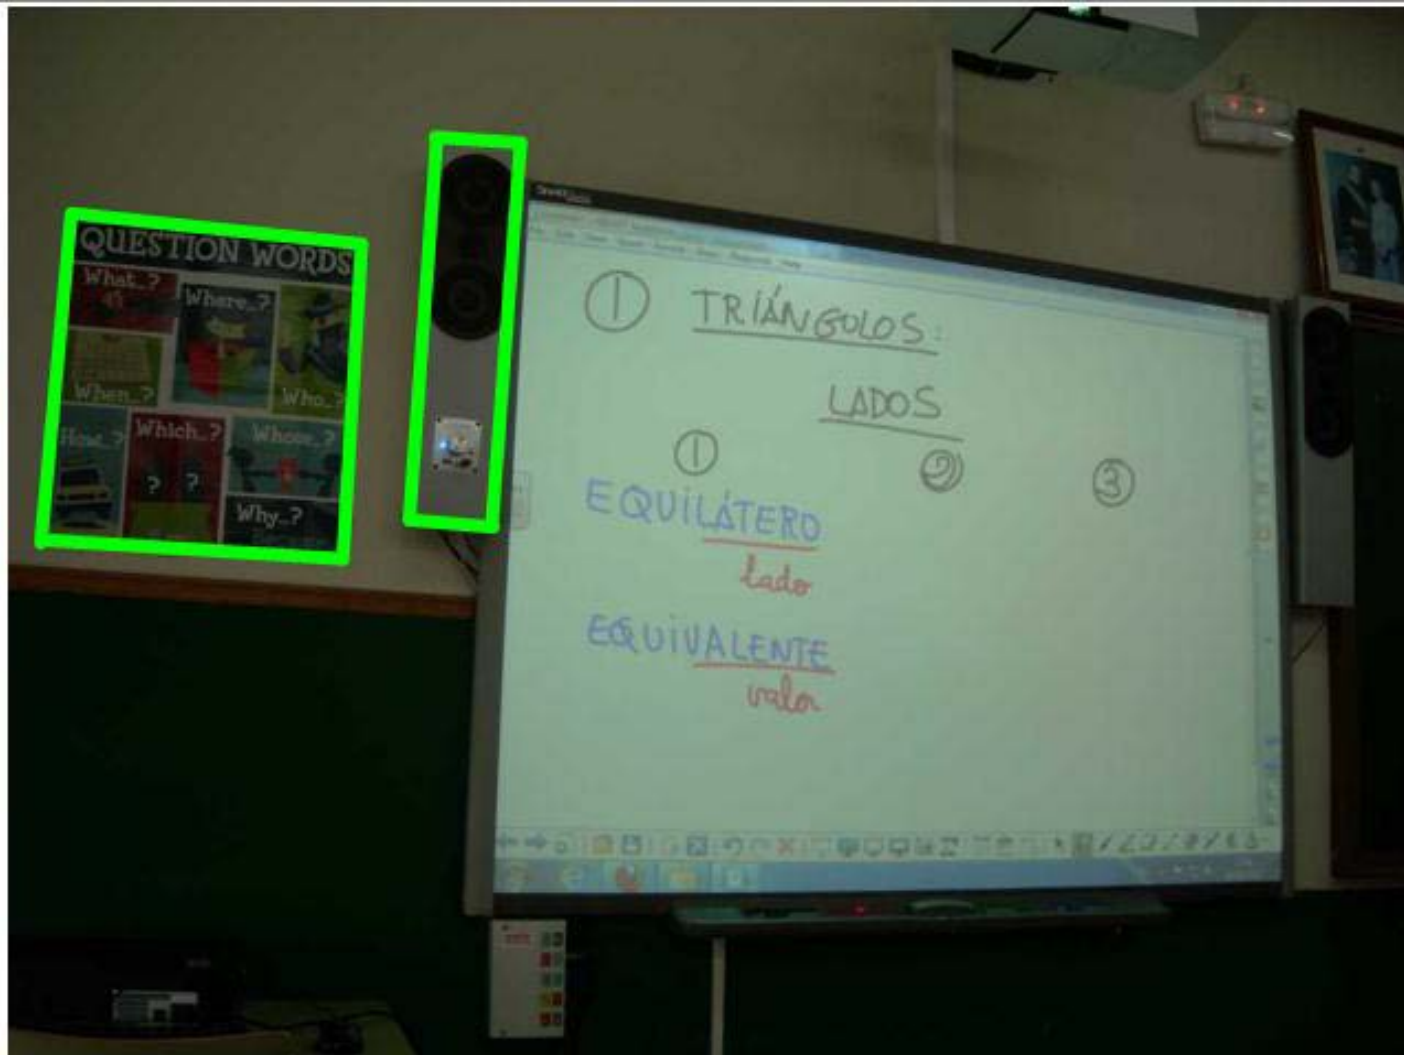 QUESTION WORDS
What..?
Where..?
Who..?
When..?
How..?
Which..?
Whose..?
? ?
Why..?
① TRIÁNGULOS:
LADOS
① ② ③
EQUILÁTERO
lado
EQUIVALENTE
valor